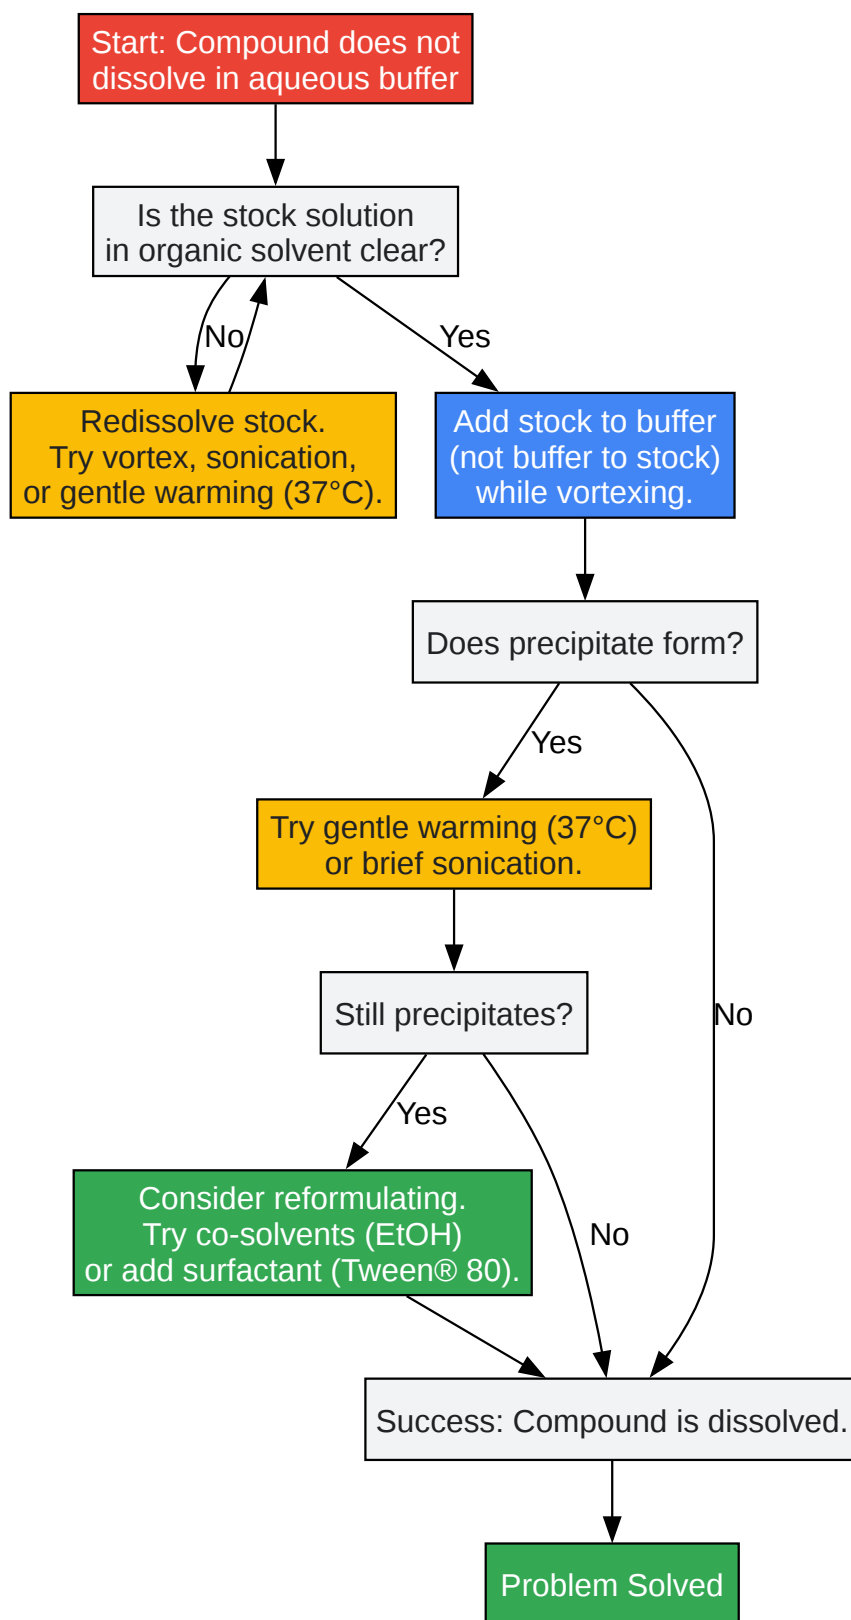 Start: Compound does not
dissolve in aqueous buffer
Is the stock solution
in organic solvent clear?
No
Yes
Redissolve stock.
Try vortex, sonication,
or gentle warming (37°C).
Add stock to buffer
(not buffer to stock)
while vortexing.
Does precipitate form?
Yes
Try gentle warming (37°C)
or brief sonication.
Still precipitates?
No
Yes
Consider reformulating.
Try co-solvents (EtOH)
or add surfactant (Tween® 80).
No
Success: Compound is dissolved.
Problem Solved